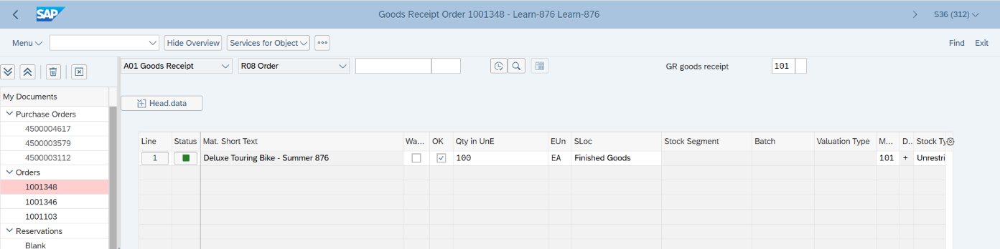 SAP
Goods Receipt Order 1001348 - Learn-876 Learn-876
S36 (312)
Menu
Hide Overview
Services for Object
Find
Exit
A01 Goods Receipt
R08 Order
GR goods receipt
101
My Documents
Purchase Orders
4500004617
4500003579
4500003112
Orders
1001348
1001346
1001103
Reservations
Blank
Head.data
Line Status Mat. Short Text Wa... OK Qty in UnE EUn SLoc Stock Segment Batch Valuation Type M... D.. Stock Ty
1 Deluxe Touring Bike - Summer 876 100 EA Finished Goods 101 + Unrestri